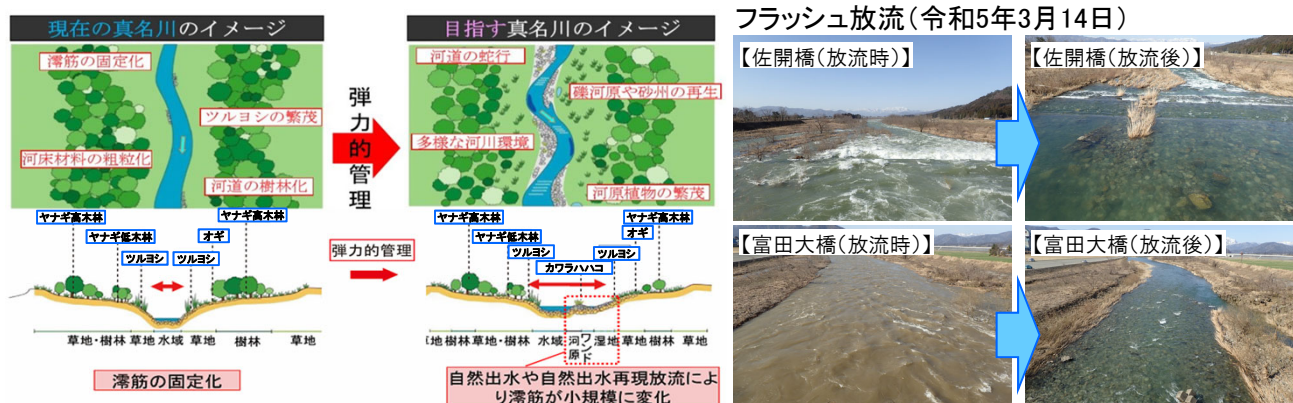 現在の真名川のイメージ
澪筋の固定化
ツルヨシの繁茂
河床材料の粗粒化
河道の樹林化
ヤナギ高木林
ヤナギ低木林
ツルヨシ
ツルヨシ
オギ
ヤナギ高木林
草地・樹林
草地
水域
草地
樹林
草地
澪筋の固定化
弾力的管理
弾力的管理
目指す真名川のイメージ
河道の蛇行
礫河原や砂州の再生
多様な河川環境
河原植物の繁茂
ヤナギ高木林
ヤナギ低木林
ツルヨシ
カワラハハコ
ツルヨシ
オギ
ヤナギ高木林
樹林
草地・樹林
水域
河原
ワンド
湿地
草地
樹林
草地
自然出水や自然出水再現放流によ
り澪筋が小規模に変化
フラッシュ放流(令和5年3月14日)
【佐開橋(放流時)】
【佐開橋(放流後)】
【富田大橋(放流時)】
【富田大橋(放流後)】